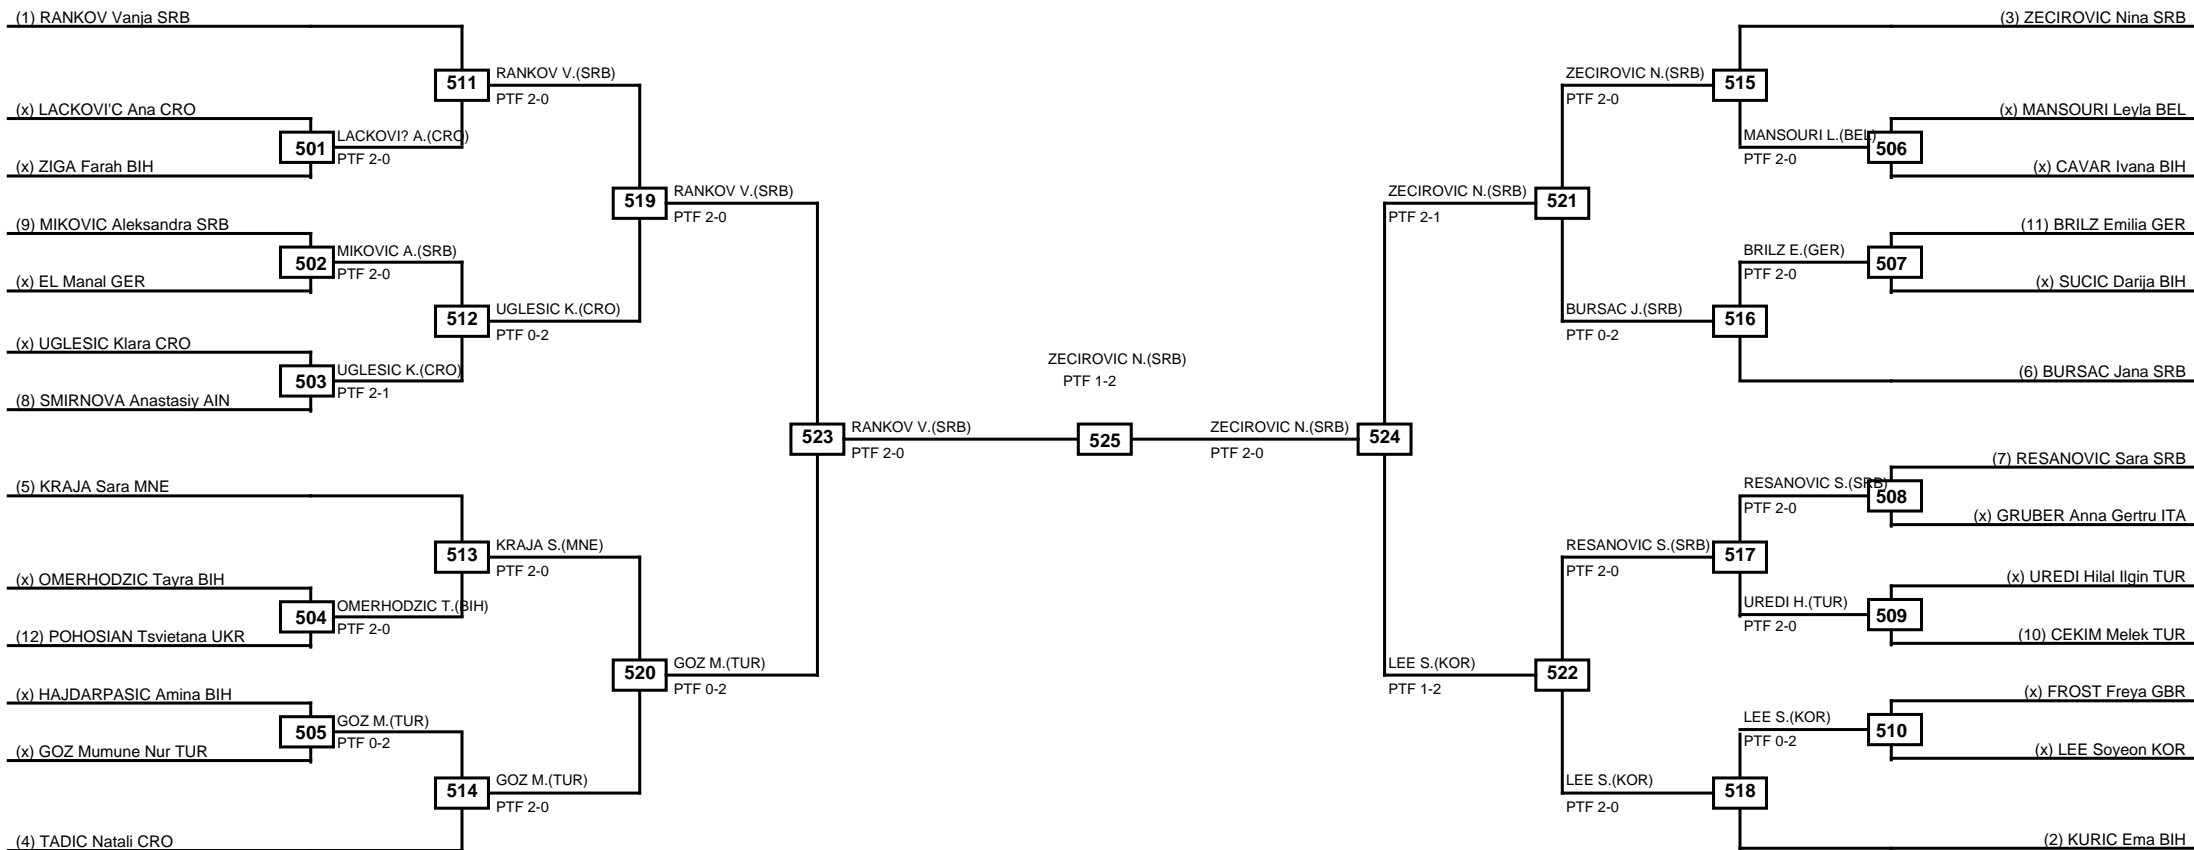 (1) RANKOV Vanja SRB
511
RANKOV V.(SRB)
PTF 2-0
(x) LACKOVI'C Ana CRO
501
LACKOVI? A.(CRO)
PTF 2-0
(x) ZIGA Farah BIH
519
RANKOV V.(SRB)
PTF 2-0
(9) MIKOVIC Aleksandra SRB
502
MIKOVIC A.(SRB)
PTF 2-0
(x) EL Manal GER
512
UGLESIC K.(CRO)
PTF 0-2
(x) UGLESIC Klara CRO
503
UGLESIC K.(CRO)
PTF 2-1
(8) SMIRNOVA Anastasiy AIN
523
RANKOV V.(SRB)
PTF 2-0
(5) KRAJA Sara MNE
513
KRAJA S.(MNE)
PTF 2-0
(x) OMERHODZIC Tayra BIH
504
OMERHODZIC T.(BIH)
PTF 2-0
(12) POHOSIAN Tsvietana UKR
520
GOZ M.(TUR)
PTF 0-2
(x) HAJDARPASIC Amina BIH
505
GOZ M.(TUR)
PTF 0-2
(x) GOZ Mumune Nur TUR
514
GOZ M.(TUR)
PTF 2-0
(4) TADIC Natali CRO
ZECIROVIC N.(SRB)
PTF 1-2
525
(3) ZECIROVIC Nina SRB
ZECIROVIC N.(SRB)
PTF 2-0
515
(x) MANSOURI Leyla BEL
MANSOURI L.(BEL)
PTF 2-0
506
(x) CAVAR Ivana BIH
ZECIROVIC N.(SRB)
PTF 2-1
521
(11) BRILZ Emilia GER
BRILZ E.(GER)
PTF 2-0
507
(x) SUCIC Darija BIH
BURSAC J.(SRB)
PTF 0-2
516
(6) BURSAC Jana SRB
ZECIROVIC N.(SRB)
PTF 2-0
524
(7) RESANOVIC Sara SRB
RESANOVIC S.(SRB)
PTF 2-0
508
(x) GRUBER Anna Gertru ITA
RESANOVIC S.(SRB)
PTF 2-0
517
(x) UREDI Hilal Ilgin TUR
UREDI H.(TUR)
PTF 2-0
509
(10) CEKIM Melek TUR
LEE S.(KOR)
PTF 1-2
522
(x) FROST Freya GBR
LEE S.(KOR)
PTF 0-2
510
(x) LEE Soyeon KOR
LEE S.(KOR)
PTF 2-0
518
(2) KURIC Ema BIH